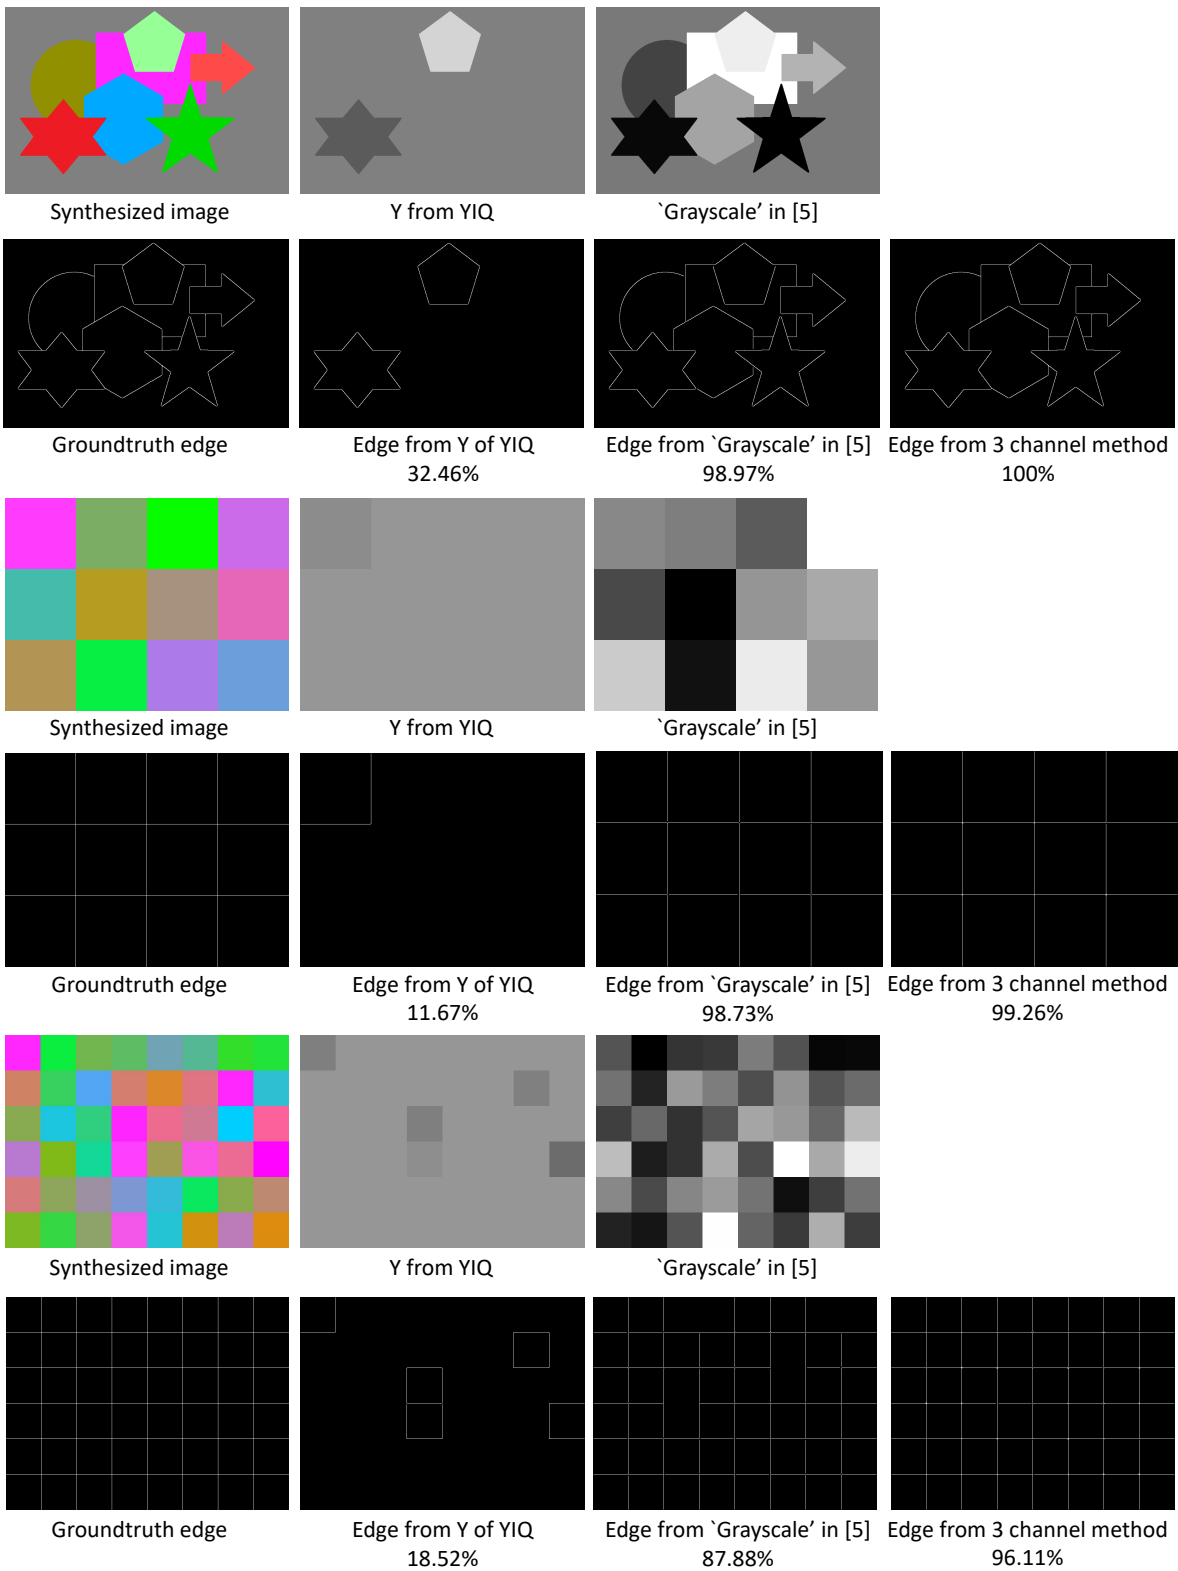 Synthesized image
Y from YIQ
`Grayscale’ in [5]
Groundtruth edge
Edge from Y of YIQ
32.46%
Edge from `Grayscale’ in [5]
98.97%
Edge from 3 channel method
100%
Synthesized image
Y from YIQ
`Grayscale’ in [5]
Groundtruth edge
Edge from Y of YIQ
11.67%
Edge from `Grayscale’ in [5]
98.73%
Edge from 3 channel method
99.26%
Synthesized image
Y from YIQ
`Grayscale’ in [5]
Groundtruth edge
Edge from Y of YIQ
18.52%
Edge from `Grayscale’ in [5]
87.88%
Edge from 3 channel method
96.11%